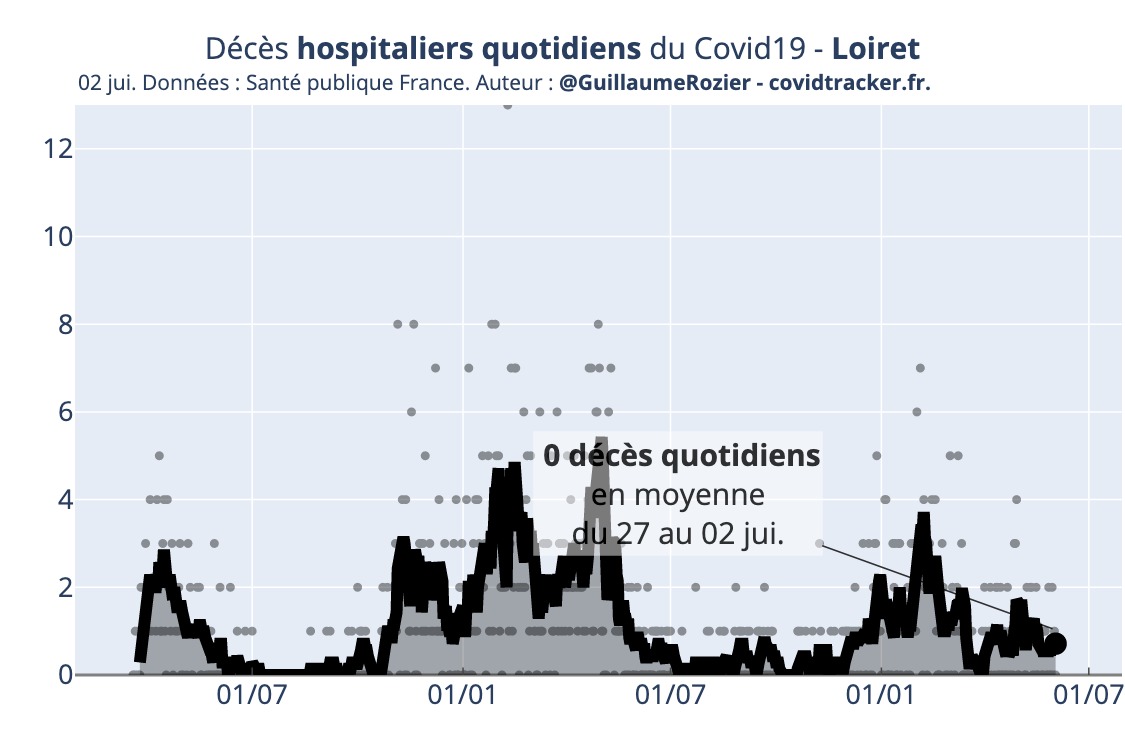 Décès hospitaliers quotidiens du Covid19 - Loiret
02 jui. Données : Santé publique France. Auteur : @GuillaumeRozier - covidtracker.fr.
12
10
8
6
4
2
0
0 décès quotidiens
en moyenne
du 27 au 02 jui.
01/07 01/01 01/07 01/01 01/07